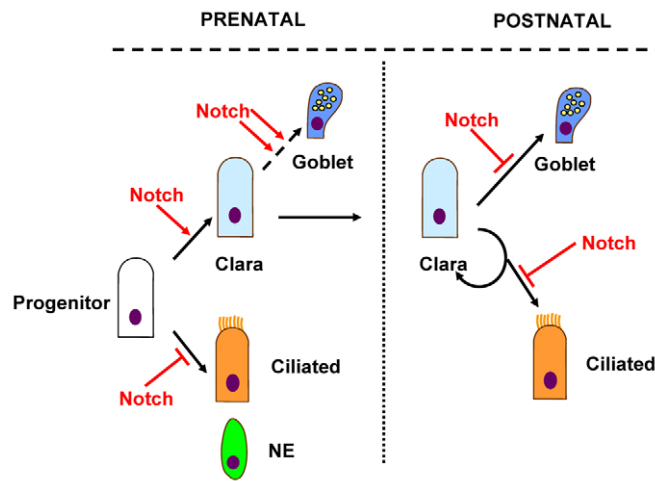 PRENATAL
POSTNATAL
Notch
Goblet
Notch
Clara
Progenitor
Notch
Ciliated
NE
Notch
Goblet
Clara
Notch
Ciliated